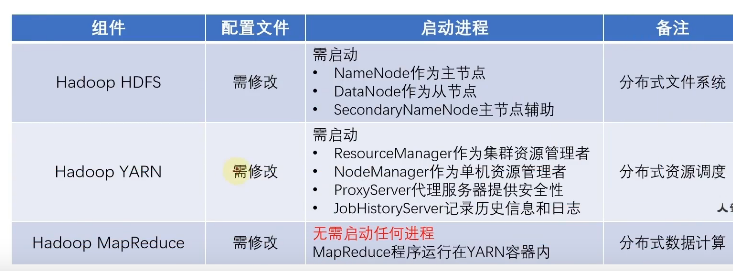 组件 配置文件 启动进程 备注
Hadoop HDFS 需修改 需启动 分布式文件系统
• NameNode作为主节点
• DataNode作为从节点
• SecondaryNameNode主节点辅助
Hadoop YARN 需修改 需启动 分布式资源调度
• ResourceManager作为集群资源管理者
• NodeManager作为单机资源管理者
• ProxyServer代理服务器提供安全性
• JobHistoryServer记录历史信息和日志
Hadoop MapReduce 需修改 无需启动任何进程 分布式数据计算
MapReduce程序运行在YARN容器内